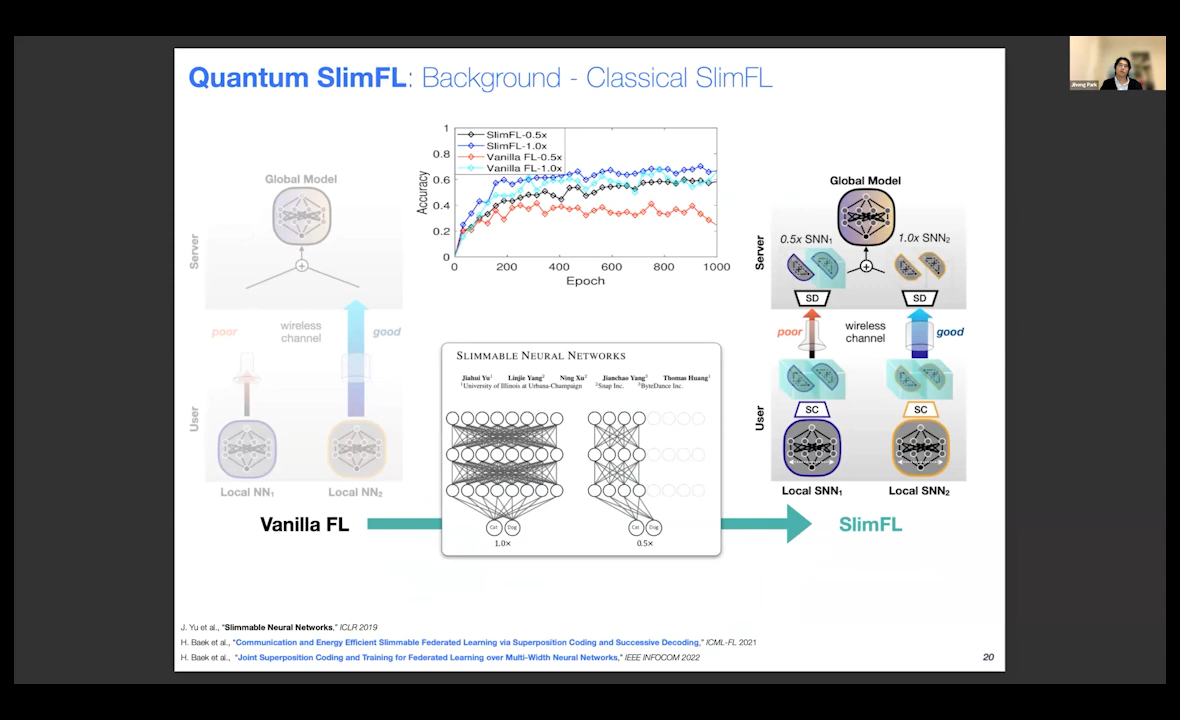 Quantum SlimFL: Background - Classical SlimFL
Jihong Park
1
0.8
0.6
0.4
0.2
0
Accuracy
SlimFL-0.5x
SlimFL-1.0x
Vanilla FL-0.5x
Vanilla FL-1.0x
0 200 400 600 800 1000
Epoch
Global Model
Server
poor
wireless
channel
good
User
Local NN₁
Local NN₂
Vanilla FL
SLIMMABLE NEURAL NETWORKS
Jiahui Yu¹ Linjie Yang² Ning Xu² Jianchao Yang³ Thomas Huang¹
¹University of Illinois at Urbana-Champaign ²Snap Inc. ³ByteDance Inc.
Cat Dog
1.0×
Cat Dog
0.5×
Global Model
Server
0.5x SNN₁
1.0x SNN₂
SD
SD
poor
wireless
channel
good
User
SC
SC
Local SNN₁
Local SNN₂
SlimFL
J. Yu et al., "Slimmable Neural Networks," ICLR 2019
H. Baek et al., "Communication and Energy Efficient Slimmable Federated Learning via Superposition Coding and Successive Decoding," ICML-FL 2021
H. Baek et al., "Joint Superposition Coding and Training for Federated Learning over Multi-Width Neural Networks," IEEE INFOCOM 2022
20